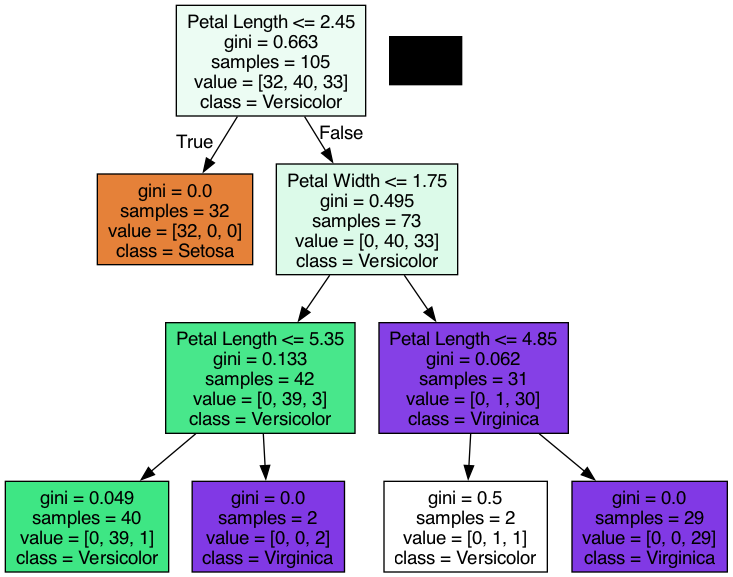 Petal Length <= 2.45
gini = 0.663
samples = 105
value = [32, 40, 33]
class = Versicolor
True
False
gini = 0.0
samples = 32
value = [32, 0, 0]
class = Setosa
Petal Width <= 1.75
gini = 0.495
samples = 73
value = [0, 40, 33]
class = Versicolor
Petal Length <= 5.35
gini = 0.133
samples = 42
value = [0, 39, 3]
class = Versicolor
Petal Length <= 4.85
gini = 0.062
samples = 31
value = [0, 1, 30]
class = Virginica
gini = 0.049
samples = 40
value = [0, 39, 1]
class = Versicolor
gini = 0.0
samples = 2
value = [0, 0, 2]
class = Virginica
gini = 0.5
samples = 2
value = [0, 1, 1]
class = Versicolor
gini = 0.0
samples = 29
value = [0, 0, 29]
class = Virginica